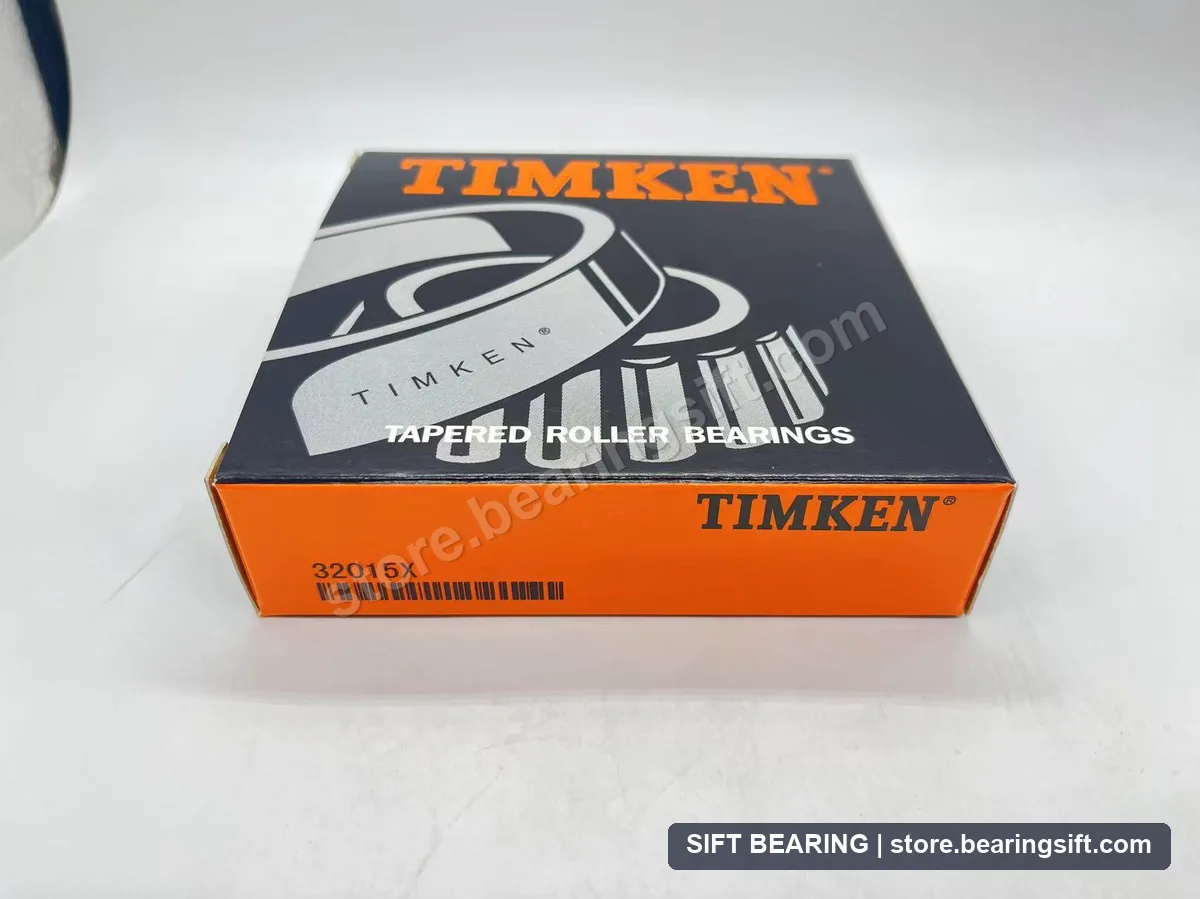 TIMKEN
TIMKEN®
TAPERED ROLLER BEARINGS
TIMKEN®
32015X
store.bearingsift.com
SIFT BEARING | store.bearingsift.com